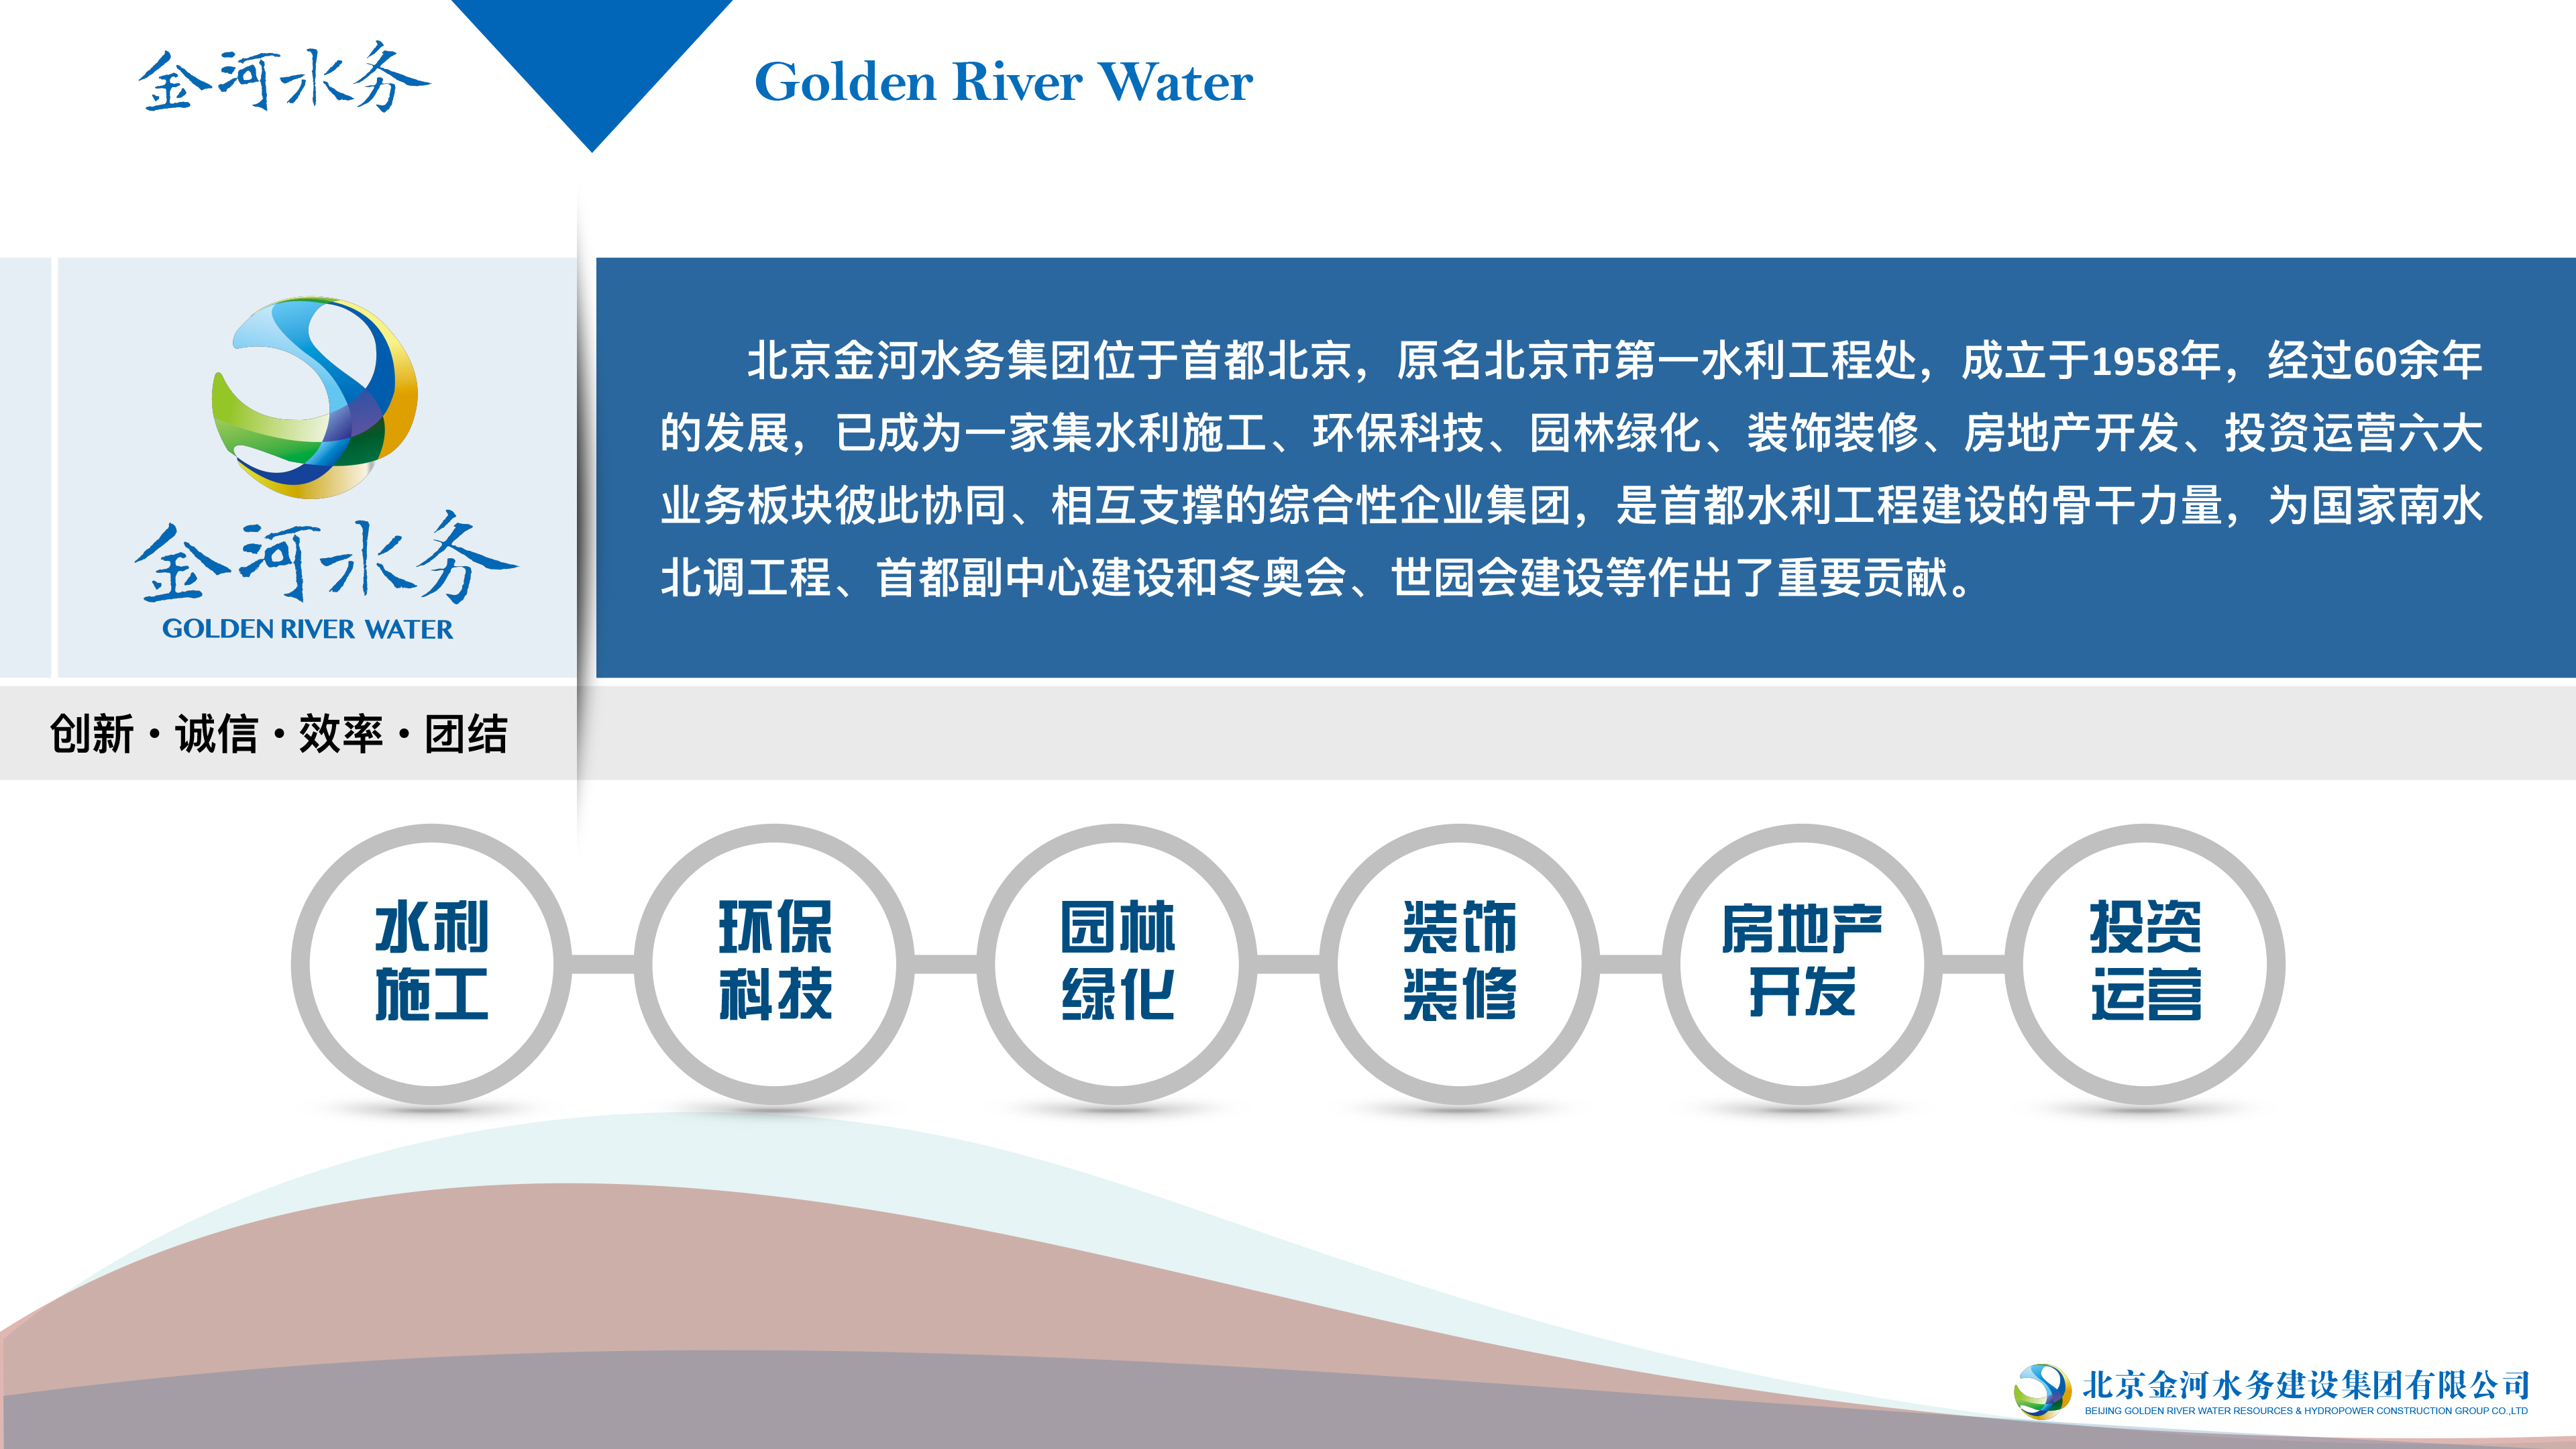 金河水务
Golden River Water
金河水务
GOLDEN RIVER WATER
北京金河水务集团位于首都北京，原名北京市第一水利工程处，成立于1958年，经过60余年
的发展，已成为一家集水利施工、环保科技、园林绿化、装饰装修、房地产开发、投资运营六大
业务板块彼此协同、相互支撑的综合性企业集团，是首都水利工程建设的骨干力量，为国家南水
北调工程、首都副中心建设和冬奥会、世园会建设等作出了重要贡献。
创新·诚信·效率·团结
水利
施工
环保
科技
园林
绿化
装饰
装修
房地产
开发
投资
运营
北京金河水务建设集团有限公司
BEIJING GOLDEN RIVER WATER RESOURCES & HYDROPOWER CONSTRUCTION GROUP CO.,LTD